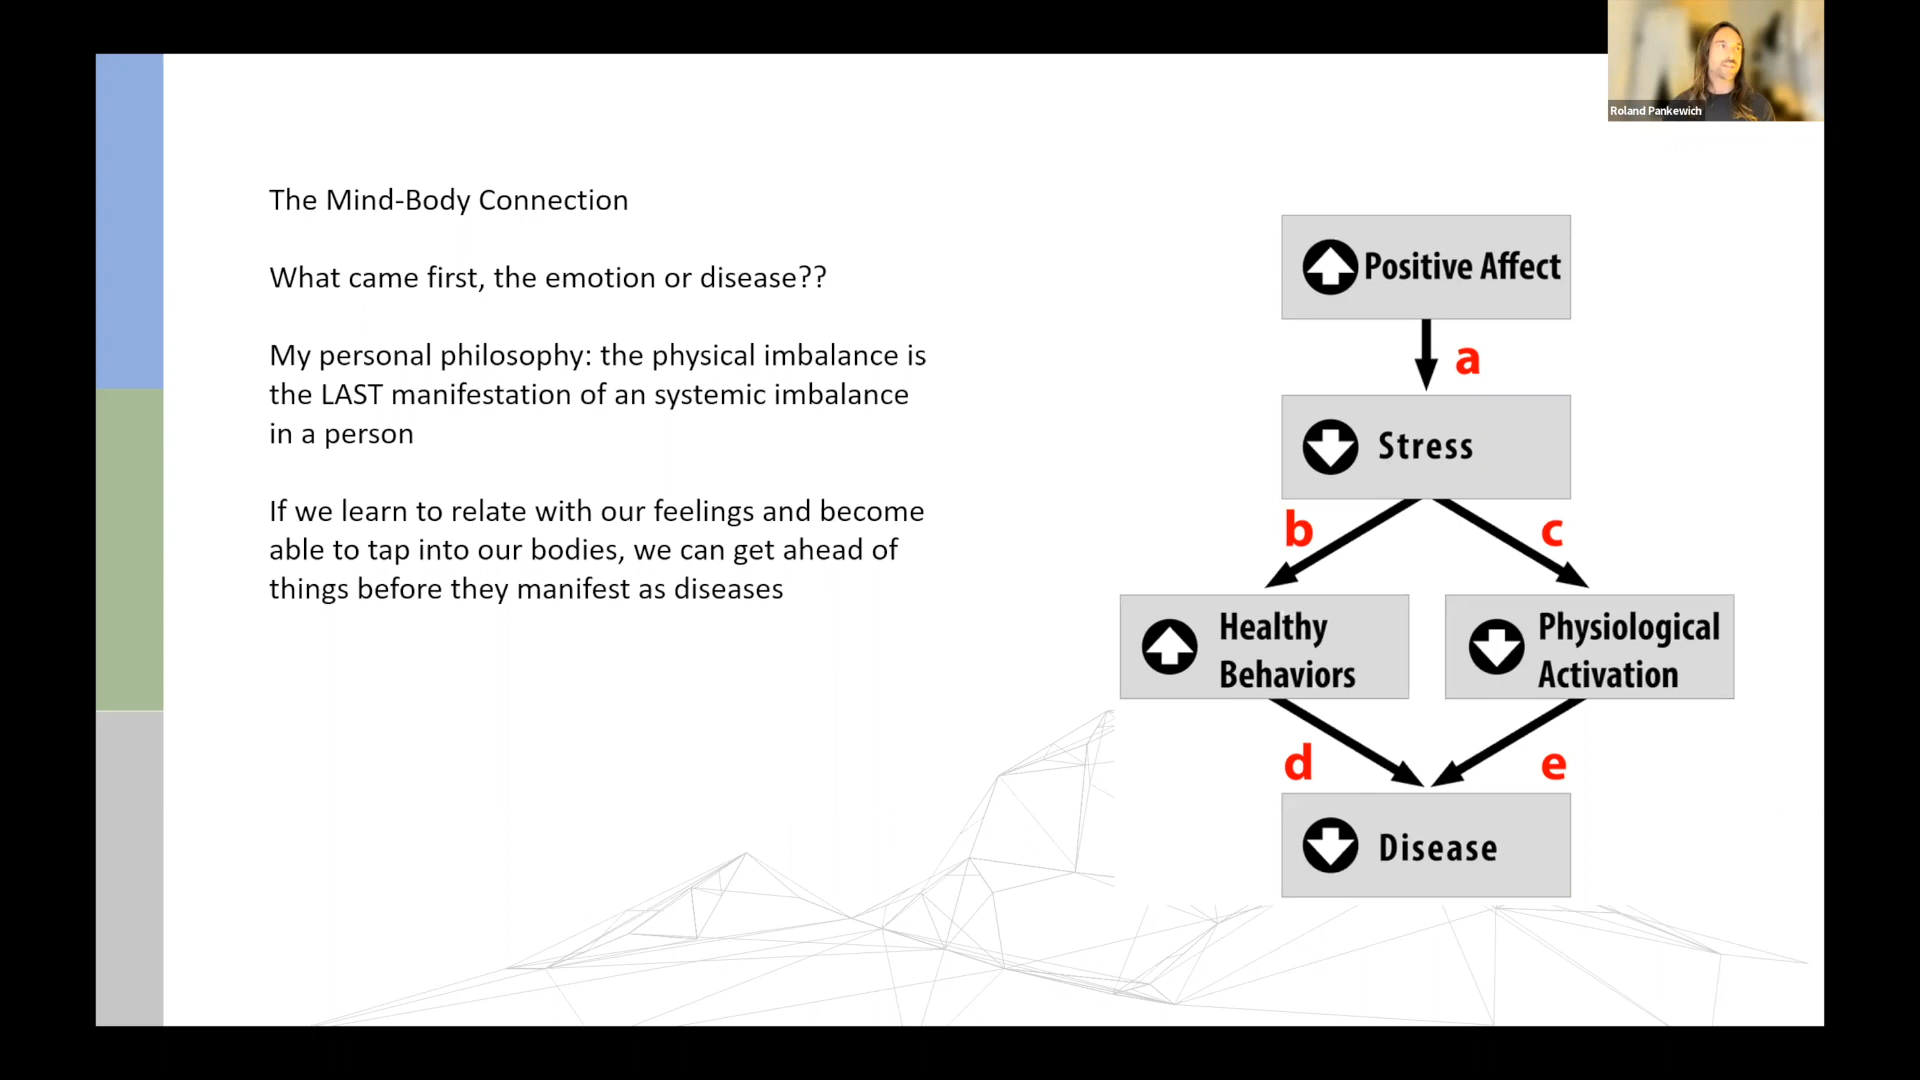 Roland Pankewich
The Mind-Body Connection
What came first, the emotion or disease??
My personal philosophy: the physical imbalance is
the LAST manifestation of an systemic imbalance
in a person
If we learn to relate with our feelings and become
able to tap into our bodies, we can get ahead of
things before they manifest as diseases
Positive Affect
a
Stress
b
c
Healthy
Behaviors
Physiological
Activation
d
e
Disease